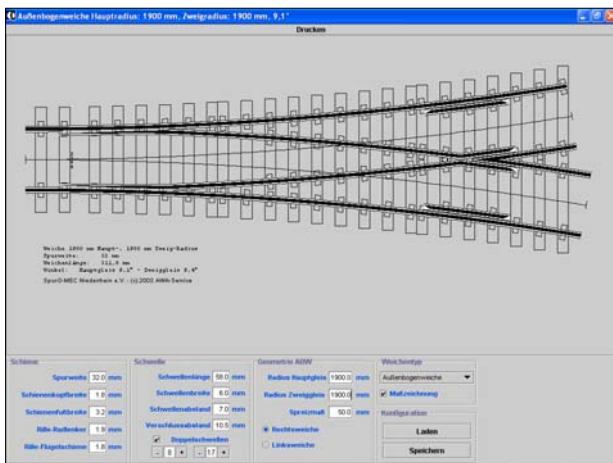 Außenbogenweiche Hauptradius: 1900 mm, Zweigradius: 1900 mm, 9,1°
Drucken
Weiche 1900 mm Haupt-, 1900 mm Zweig-Radius
Spurweite: 32 mm
Weichenlänge: 311,8 mm
Winkel: Hauptgleis 9.1° - Zweiggleis 8,4°
Spur0-MEC Niederrhein e.V. - (c)2003 AWA-Service
Schiene
Spurweite 32.0 mm
Schienenkopfbreite 1.8 mm
Schienenfußbreite 3.2 mm
Rille-Radlenker 1.9 mm
Rille-Flügelschiene 1.8 mm
Schwelle
Schwellenlänge 58.0 mm
Schwellenbreite 6.0 mm
Schwellenabstand 7.0 mm
Verschlussabstand 10.5 mm
Doppelschwellen
- 8 + - 17 +
Geometrie ABW
Radius Hauptgleis 1900.0 mm
Radius Zweiggleis 1900.0 mm
Spreizmaß 50.0 mm
Rechtsweiche
Linksweiche
Weichentyp
Außenbogenweiche
Maßzeichnung
Konfiguration
Laden
Speichern